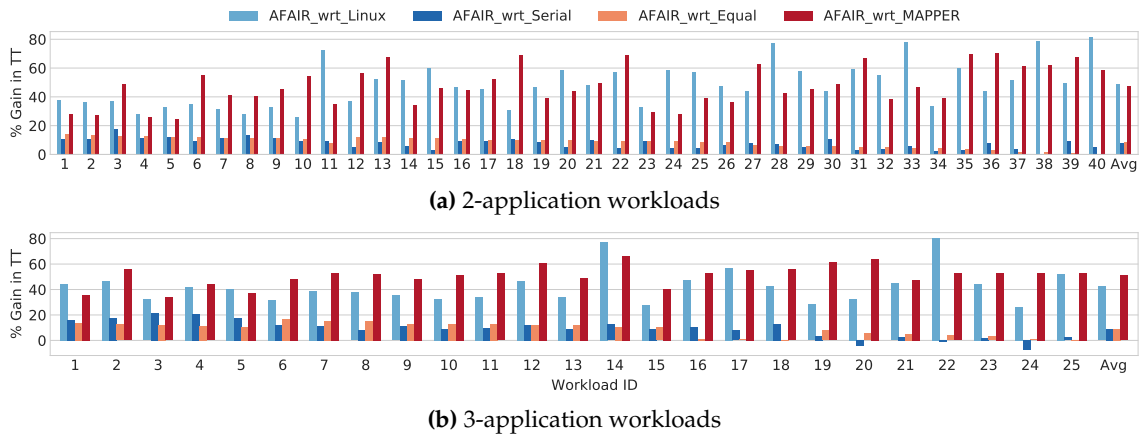 AFAIR_wrt_Linux AFAIR_wrt_Serial AFAIR_wrt_Equal AFAIR_wrt_MAPPER
% Gain in TT
80
60
40
20
0
1 2 3 4 5 6 7 8 9 10 11 12 13 14 15 16 17 18 19 20 21 22 23 24 25 26 27 28 29 30 31 32 33 34 35 36 37 38 39 40 Avg
(a) 2-application workloads
% Gain in TT
80
60
40
20
0
1 2 3 4 5 6 7 8 9 10 11 12 13 14 15 16 17 18 19 20 21 22 23 24 25 Avg
Workload ID
(b) 3-application workloads